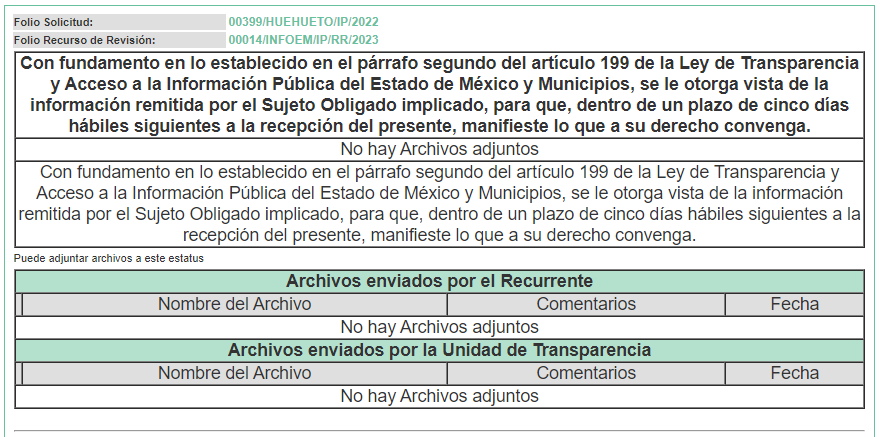 Folio Solicitud: 00399/HUEHUETO/IP/2022
Folio Recurso de Revisión: 00014/INFOEM/IP/RR/2023
Con fundamento en lo establecido en el párrafo segundo del artículo 199 de la Ley de Transparencia
y Acceso a la Información Pública del Estado de México y Municipios, se le otorga vista de la
información remitida por el Sujeto Obligado implicado, para que, dentro de un plazo de cinco días
hábiles siguientes a la recepción del presente, manifieste lo que a su derecho convenga.
No hay Archivos adjuntos
Con fundamento en lo establecido en el párrafo segundo del artículo 199 de la Ley de Transparencia y
Acceso a la Información Pública del Estado de México y Municipios, se le otorga vista de la información
remitida por el Sujeto Obligado implicado, para que, dentro de un plazo de cinco días hábiles siguientes a la
recepción del presente, manifieste lo que a su derecho convenga.
Puede adjuntar archivos a este estatus
Archivos enviados por el Recurrente
Nombre del Archivo Comentarios Fecha
No hay Archivos adjuntos
Archivos enviados por la Unidad de Transparencia
Nombre del Archivo Comentarios Fecha
No hay Archivos adjuntos